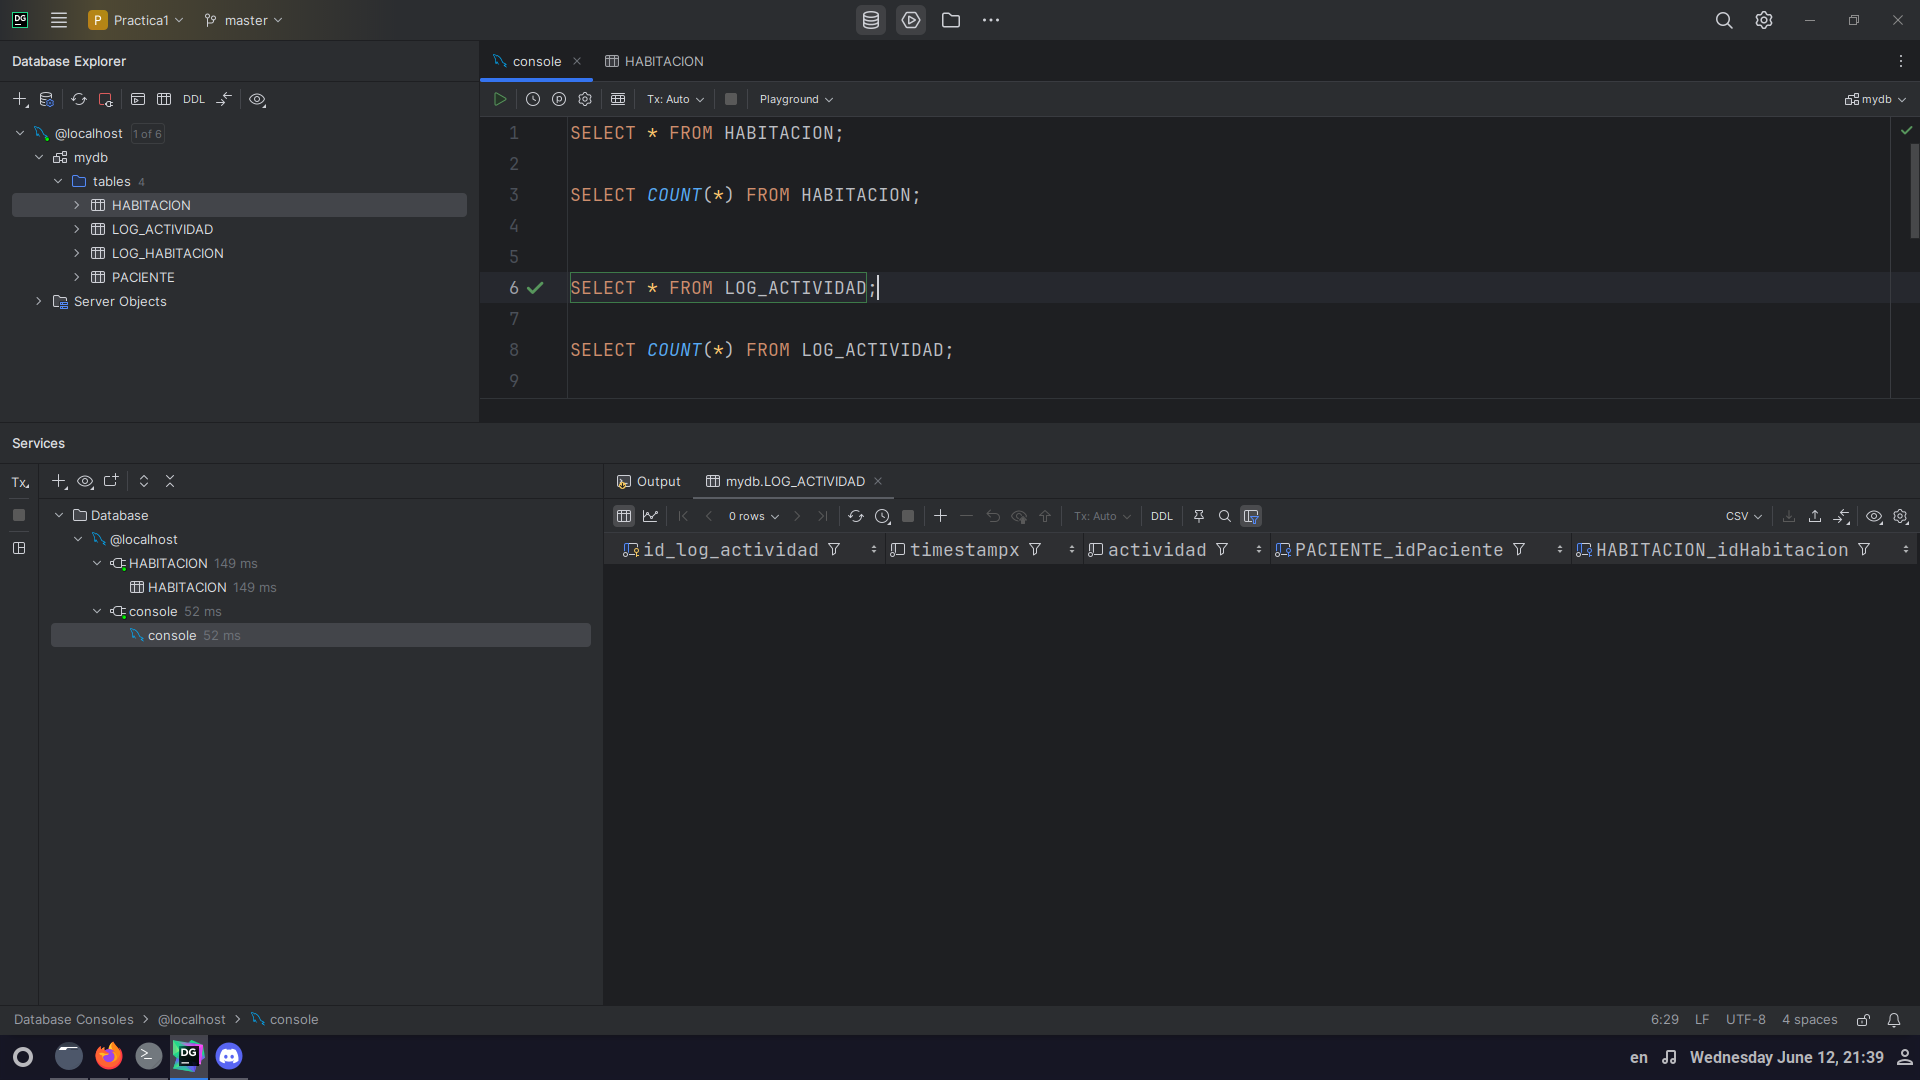 DG
P Practica1 master
Database Explorer
console HABITACION
DDL
Tx: Auto Playground mydb
@localhost 1 of 6
mydb
tables 4
HABITACION
LOG_ACTIVIDAD
LOG_HABITACION
PACIENTE
Server Objects
1 SELECT * FROM HABITACION;
2
3 SELECT COUNT(*) FROM HABITACION;
4
5
6 SELECT * FROM LOG_ACTIVIDAD;
7
8 SELECT COUNT(*) FROM LOG_ACTIVIDAD;
9
Services
Tx
Database
@localhost
HABITACION 149 ms
HABITACION 149 ms
console 52 ms
console 52 ms
Output mydb.LOG_ACTIVIDAD
0 rows Tx: Auto DDL CSV
id_log_actividad timestampx actividad PACIENTE_idPaciente HABITACION_idHabitacion
Database Consoles > @localhost > console
6:29 LF UTF-8 4 spaces
DG
en Wednesday June 12, 21:39